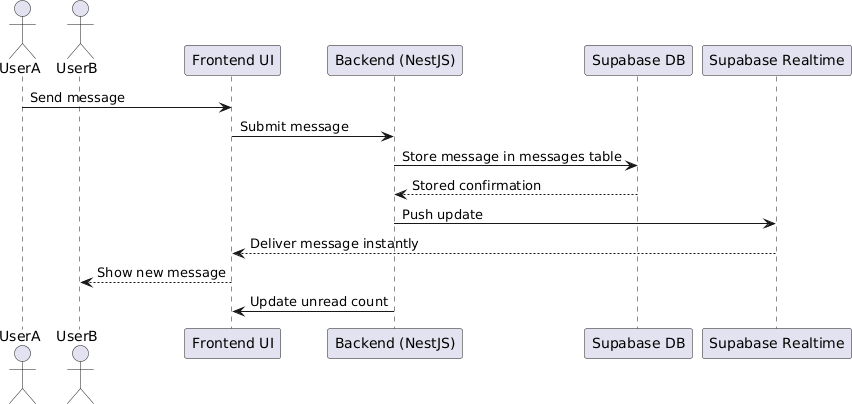 UserA
UserB
Frontend UI
Backend (NestJS)
Supabase DB
Supabase Realtime
Send message
Submit message
Store message in messages table
Stored confirmation
Push update
Deliver message instantly
Show new message
Update unread count
UserA
UserB
Frontend UI
Backend (NestJS)
Supabase DB
Supabase Realtime